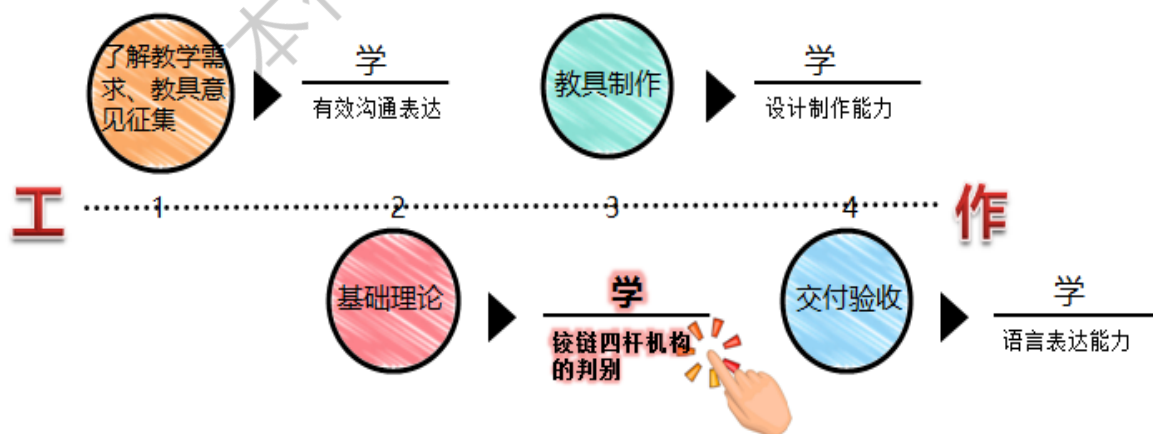 本
了解教学需
求、教具意
见征集
学
有效沟通表达
教具制作
学
设计制作能力
工
1
2
3
4
作
基础理论
学
铰链四杆机构
的判别
交付验收
学
语言表达能力